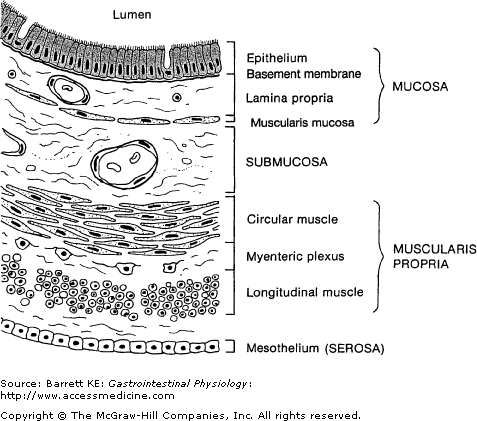 Lumen
Epithelium
Basement membrane
MUCOSA
Lamina propria
Muscularis mucosa
SUBMUCOSA
Circular muscle
MUSCULARIS
PROPRIA
Myenteric plexus
Longitudinal muscle
Mesothelium (SEROSA)
Source: Barrett KE: Gastrointestinal Physiology:
http://www.accessmedicine.com
Copyright © The McGraw-Hill Companies, Inc. All rights reserved.